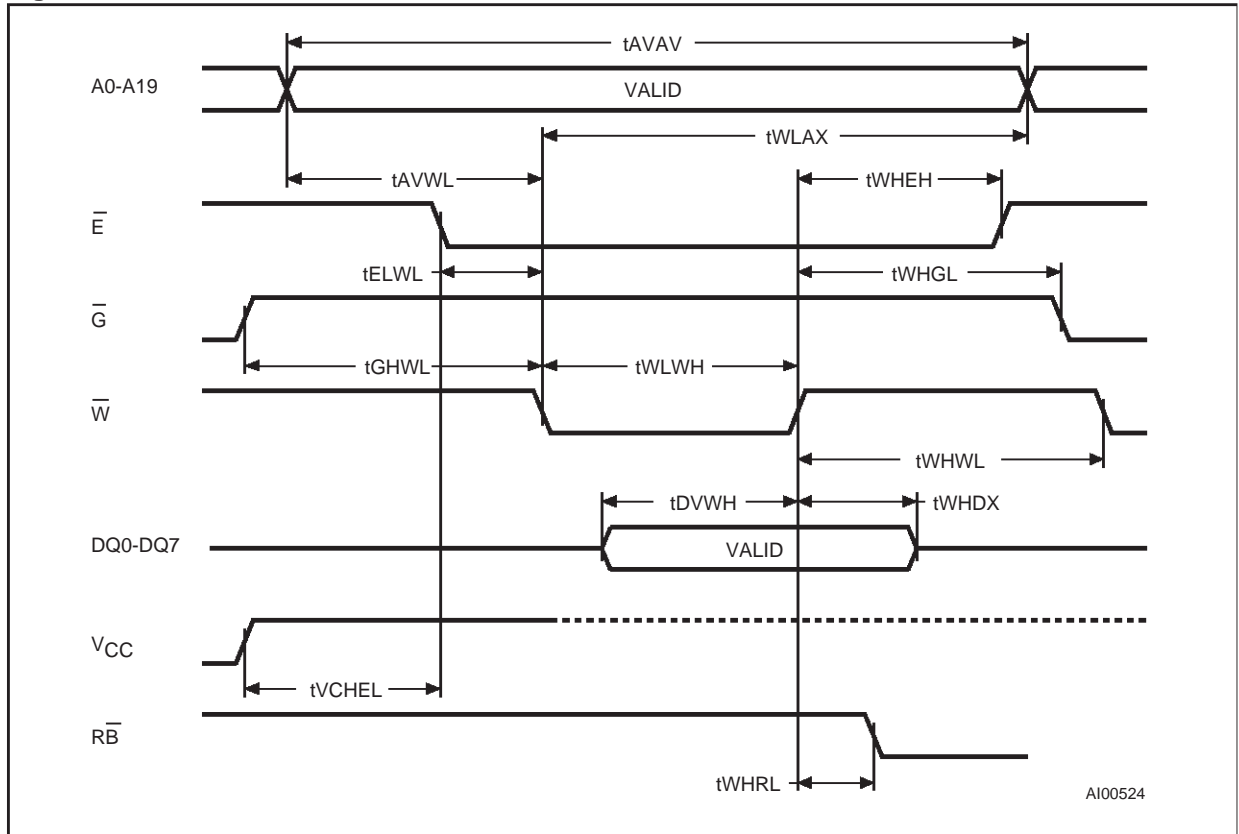 tAVAV
A0-A19
VALID
tWLAX
tAVWL
tWHEH
E̅
tELWL
tWHGL
G̅
tGHWL
tWLWH
W̅
tWHWL
tDVWH
tWHDX
DQ0-DQ7
VALID
VCC
tVCHEL
RB̅
tWHRL
AI00524